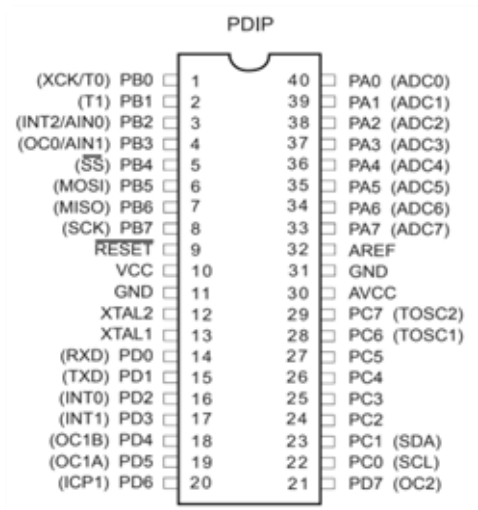 PDIP
(XCK/T0) PB0 1 40 PA0 (ADC0)
(T1) PB1 2 39 PA1 (ADC1)
(INT2/AIN0) PB2 3 38 PA2 (ADC2)
(OC0/AIN1) PB3 4 37 PA3 (ADC3)
(SS) PB4 5 36 PA4 (ADC4)
(MOSI) PB5 6 35 PA5 (ADC5)
(MISO) PB6 7 34 PA6 (ADC6)
(SCK) PB7 8 33 PA7 (ADC7)
RESET 9 32 AREF
VCC 10 31 GND
GND 11 30 AVCC
XTAL2 12 29 PC7 (TOSC2)
XTAL1 13 28 PC6 (TOSC1)
(RXD) PD0 14 27 PC5
(TXD) PD1 15 26 PC4
(INT0) PD2 16 25 PC3
(INT1) PD3 17 24 PC2
(OC1B) PD4 18 23 PC1 (SDA)
(OC1A) PD5 19 22 PC0 (SCL)
(ICP1) PD6 20 21 PD7 (OC2)